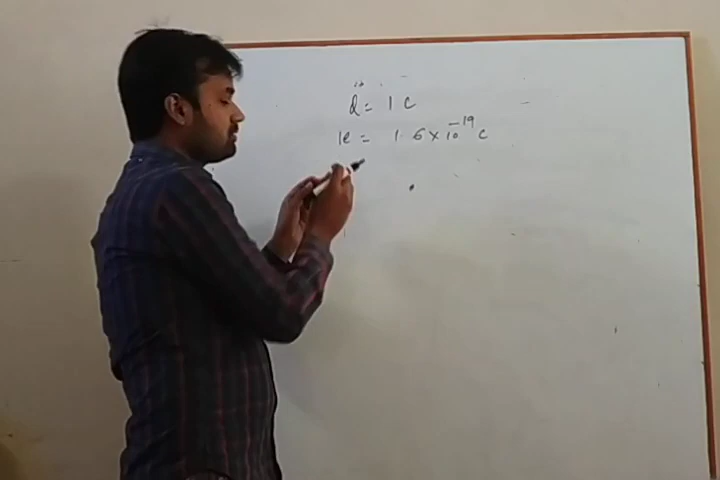 Q = 1 C
1e = 1.6 × 10⁻¹⁹ C